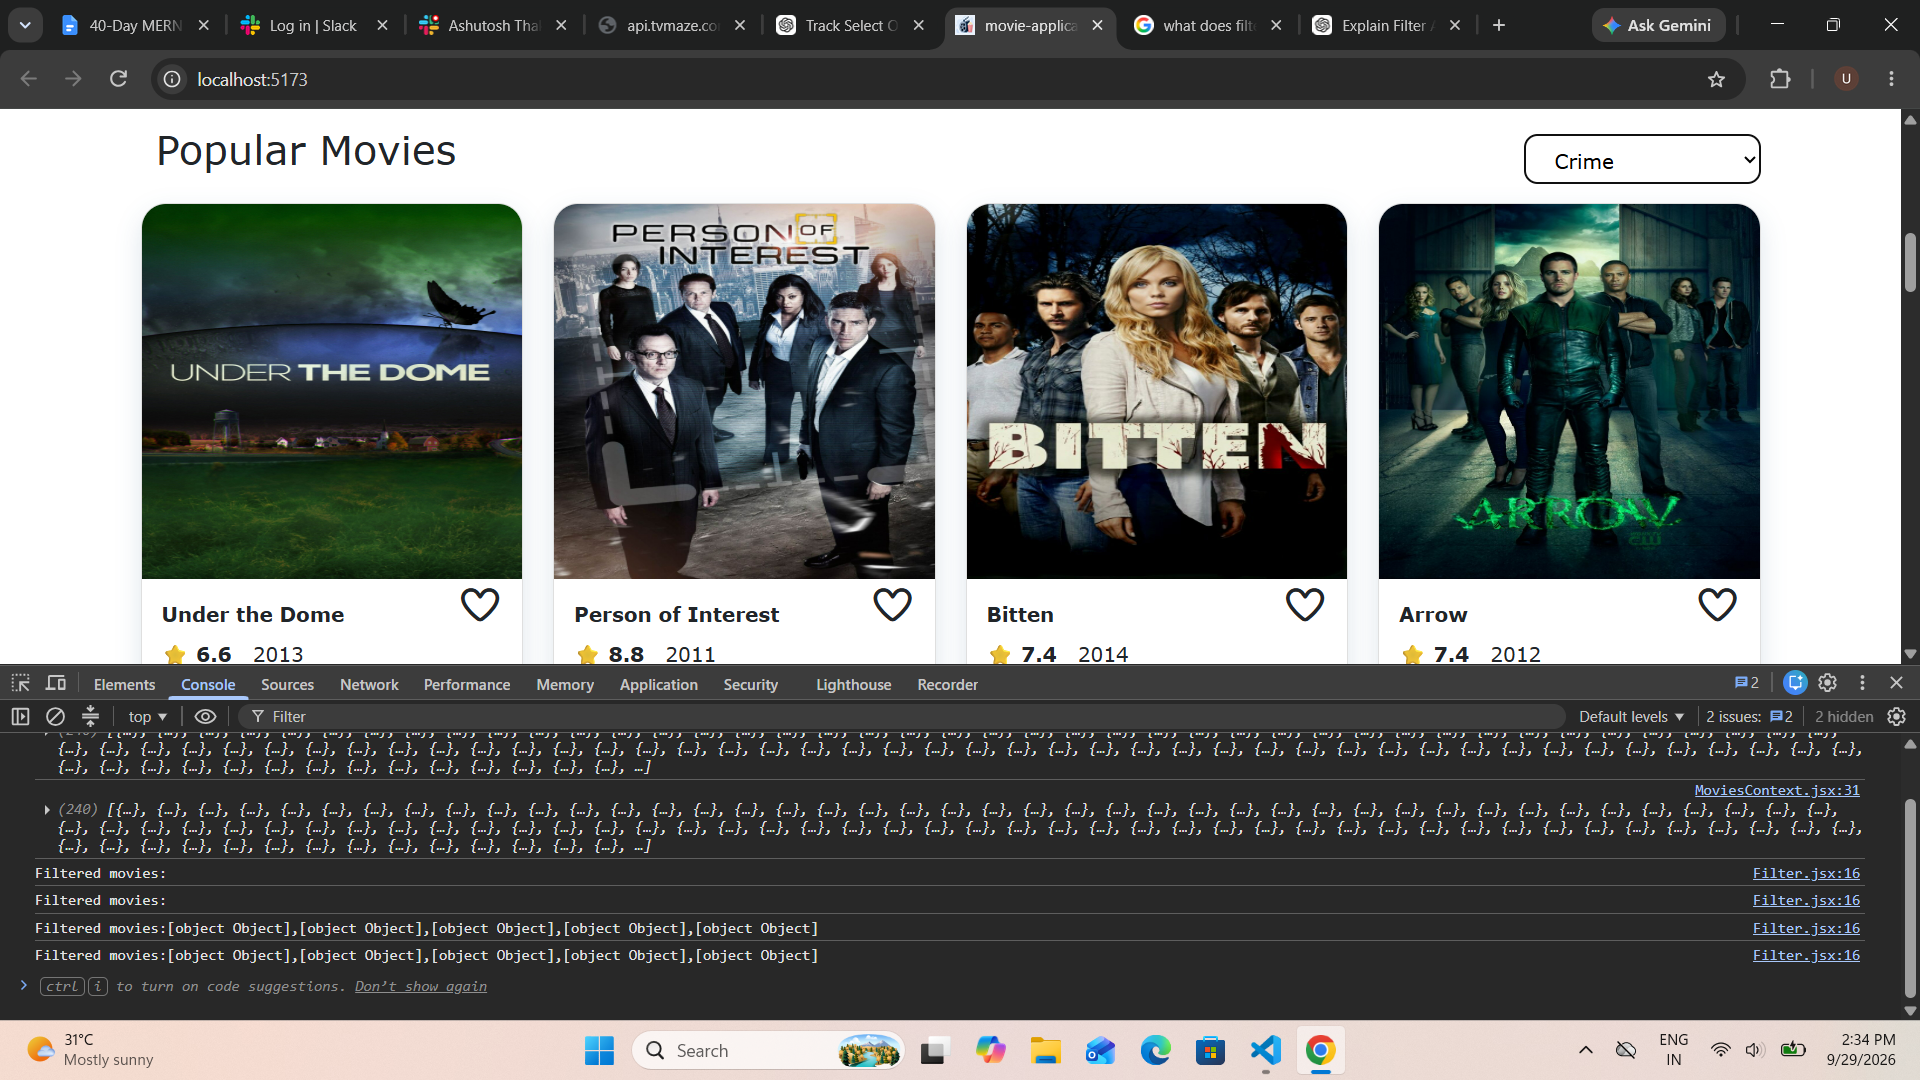 40-Day MERN
Log in | Slack
Ashutosh Tha
api.tvmaze.co
Track Select O
movie-applica
what does filte
Explain Filter
Ask Gemini
localhost:5173
U
Popular Movies
Crime
UNDER THE DOME
PERSON OF
INTEREST
BITTEN
ARROW
Under the Dome
6.6 2013
Person of Interest
8.8 2011
Bitten
7.4 2014
Arrow
7.4 2012
Elements Console Sources Network Performance Memory Application Security Lighthouse Recorder 2
top Filter Default levels 2 issues: 2 2 hidden
{…}, {…}, {…}, {…}, {…}, {…}, {…}, {…}, {…}, {…}, {…}, {…}, {…}, {…}, {…}, {…}, {…}, {…}, {…}, {…}, {…}, {…}, {…}, {…}, {…}, {…}, {…}, {…}, {…}, {…}, {…}, {…}, {…}, {…}, {…}, {…}, {…}, {…}, {…}, {…}, {…}, {…}, {…}, {…},
{…}, {…}, {…}, {…}, {…}, {…}, {…}, {…}, {…}, {…}, {…}, {…}, {…}, {…}, …]
MoviesContext.jsx:31
(240) [{…}, {…}, {…}, {…}, {…}, {…}, {…}, {…}, {…}, {…}, {…}, {…}, {…}, {…}, {…}, {…}, {…}, {…}, {…}, {…}, {…}, {…}, {…}, {…}, {…}, {…}, {…}, {…}, {…}, {…}, {…}, {…}, {…}, {…}, {…}, {…}, {…}, {…}, {…}, {…}, {…}, {…},
{…}, {…}, {…}, {…}, {…}, {…}, {…}, {…}, {…}, {…}, {…}, {…}, {…}, {…}, {…}, {…}, {…}, {…}, {…}, {…}, {…}, {…}, {…}, {…}, {…}, {…}, {…}, {…}, {…}, {…}, {…}, {…}, {…}, {…}, {…}, {…}, {…}, {…}, {…}, {…}, {…}, {…}, {…}, {…},
{…}, {…}, {…}, {…}, {…}, {…}, {…}, {…}, {…}, {…}, {…}, {…}, {…}, {…}, …]
Filtered movies: Filter.jsx:16
Filtered movies: Filter.jsx:16
Filtered movies:[object Object],[object Object],[object Object],[object Object],[object Object] Filter.jsx:16
Filtered movies:[object Object],[object Object],[object Object],[object Object],[object Object] Filter.jsx:16
ctrl i to turn on code suggestions. Don't show again
31°C
Mostly sunny
Search
ENG
IN
2:34 PM
9/29/2026